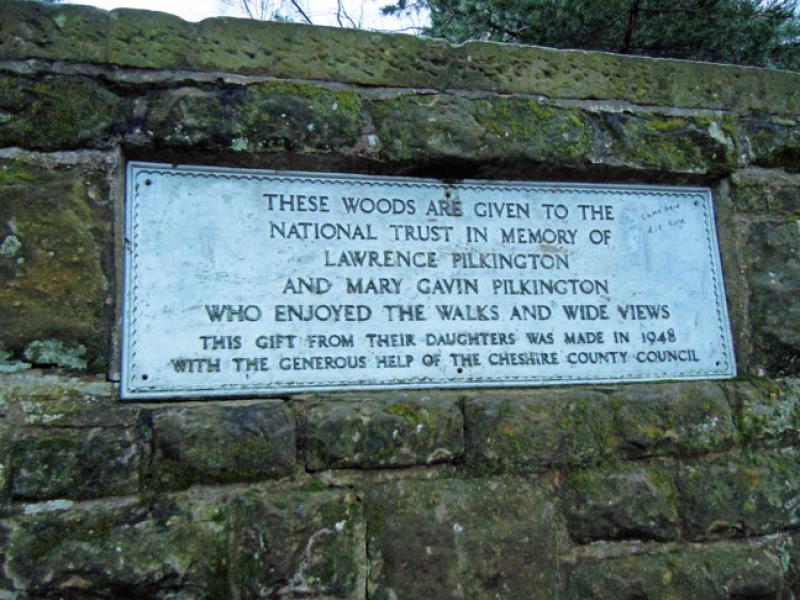 THESE WOODS ARE GIVEN TO THE
NATIONAL TRUST IN MEMORY OF
LAWRENCE PILKINGTON
AND MARY GAVIN PILKINGTON
WHO ENJOYED THE WALKS AND WIDE VIEWS
THIS GIFT FROM THEIR DAUGHTERS WAS MADE IN 1948
WITH THE GENEROUS HELP OF THE CHESHIRE COUNTY COUNCIL